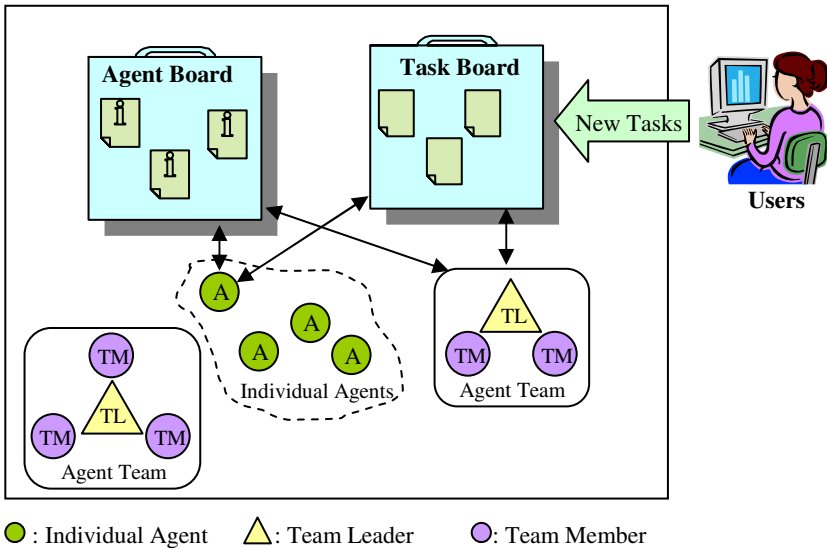 Agent Board
Task Board
i
i
i
New Tasks
Users
A
A
A
A
Individual Agents
TL
TM
TM
Agent Team
TM
TL
TM
TM
Agent Team
: Individual Agent
: Team Leader
: Team Member